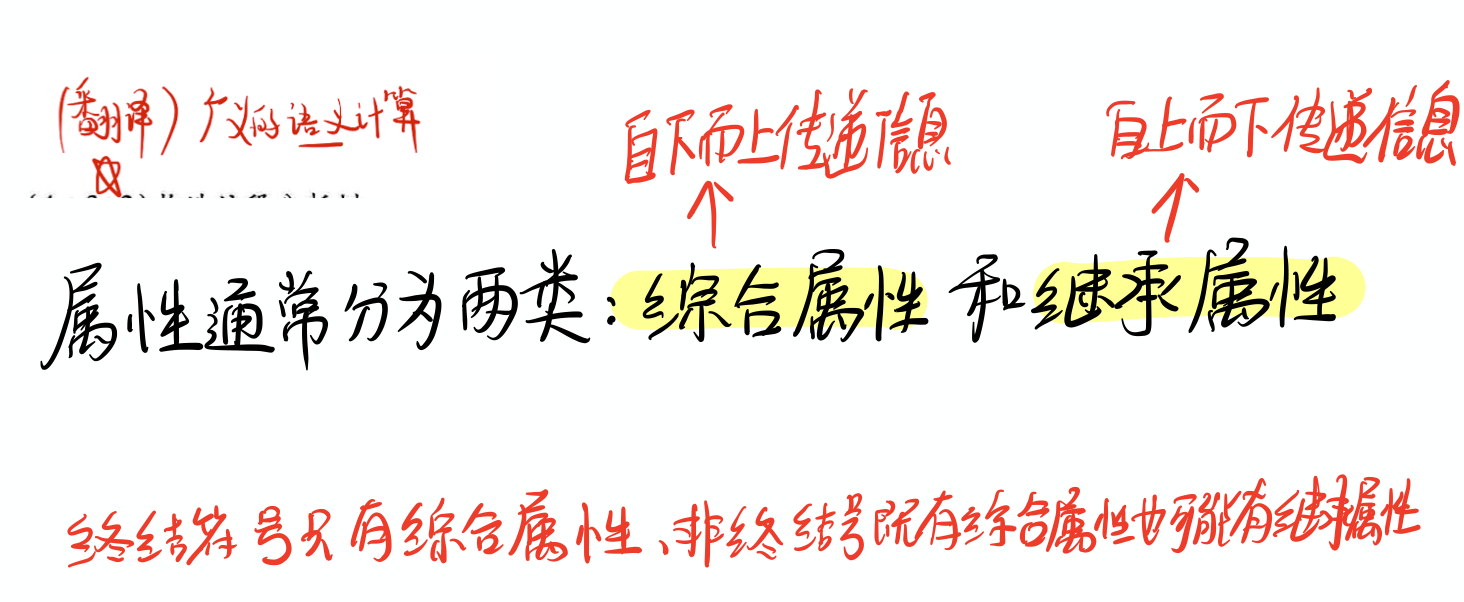 (翻译) 广义的语义计算
自下而上传递信息 自上而下传递信息
属性通常分为两类:综合属性 和继承属性
终结符号只有综合属性、非终结号既有综合属性也可能有继承属性